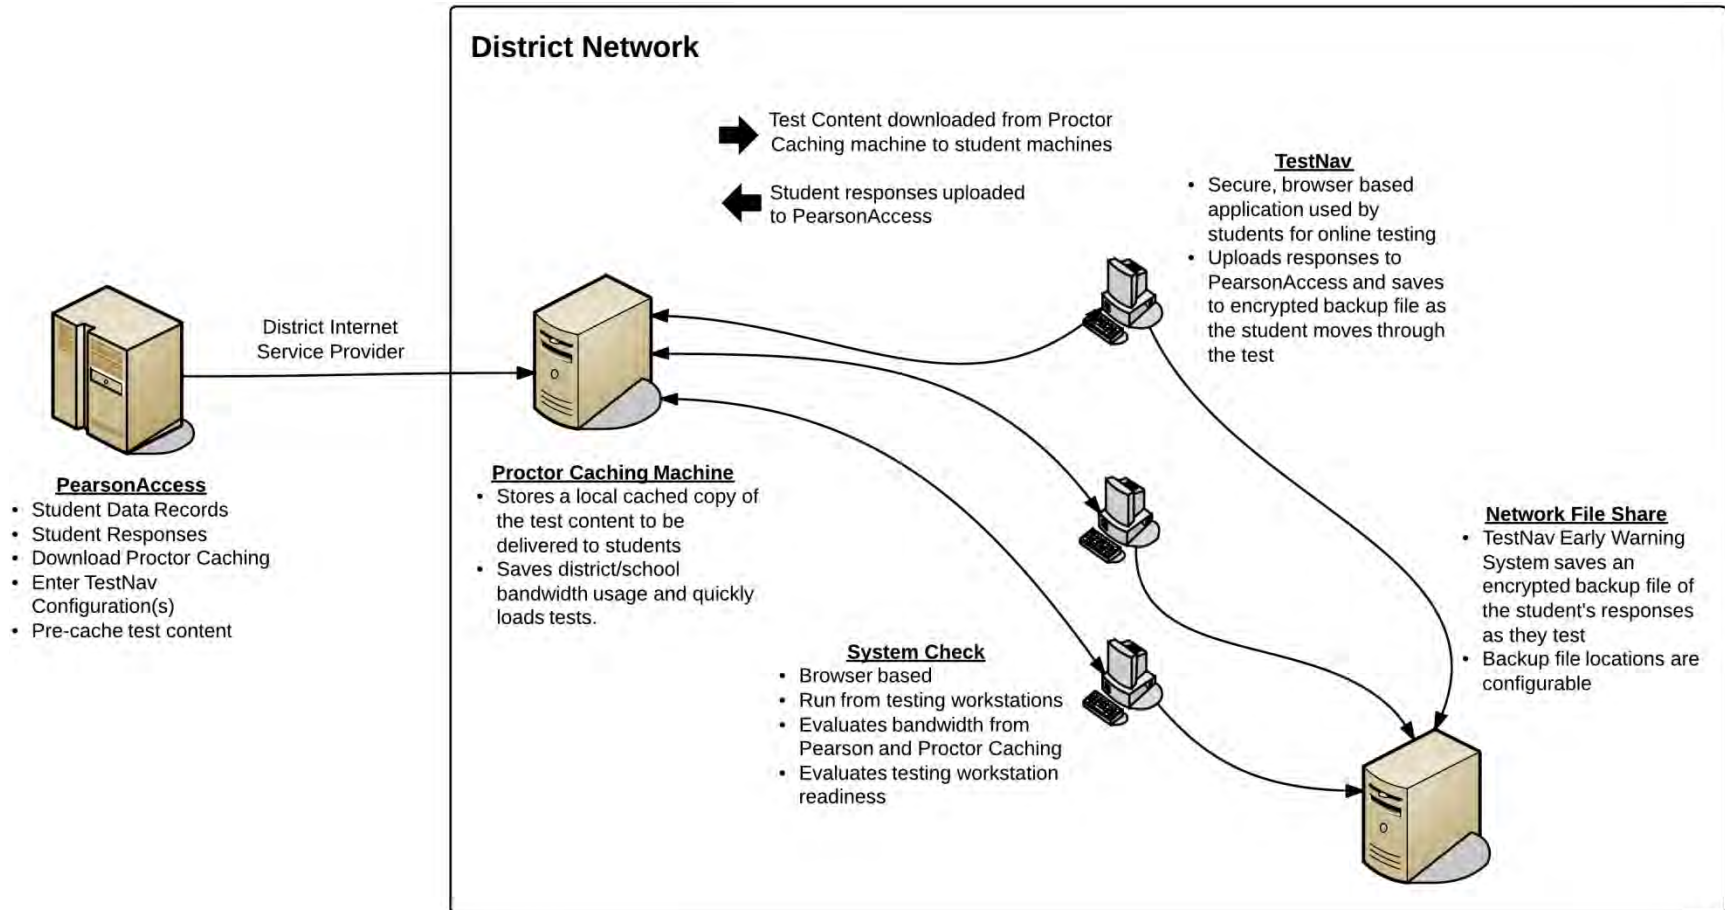 District Network
Test Content downloaded from Proctor
Caching machine to student machines
Student responses uploaded
to PearsonAccess
TestNav
• Secure, browser based
application used by
students for online testing
• Uploads responses to
PearsonAccess and saves
to encrypted backup file as
the student moves through
the test
District Internet
Service Provider
PearsonAccess
• Student Data Records
• Student Responses
• Download Proctor Caching
• Enter TestNav
Configuration(s)
• Pre-cache test content
Proctor Caching Machine
• Stores a local cached copy of
the test content to be
delivered to students
• Saves district/school
bandwidth usage and quickly
loads tests.
System Check
• Browser based
• Run from testing workstations
• Evaluates bandwidth from
Pearson and Proctor Caching
• Evaluates testing workstation
readiness
Network File Share
• TestNav Early Warning
System saves an
encrypted backup file of
the student's responses
as they test
• Backup file locations are
configurable